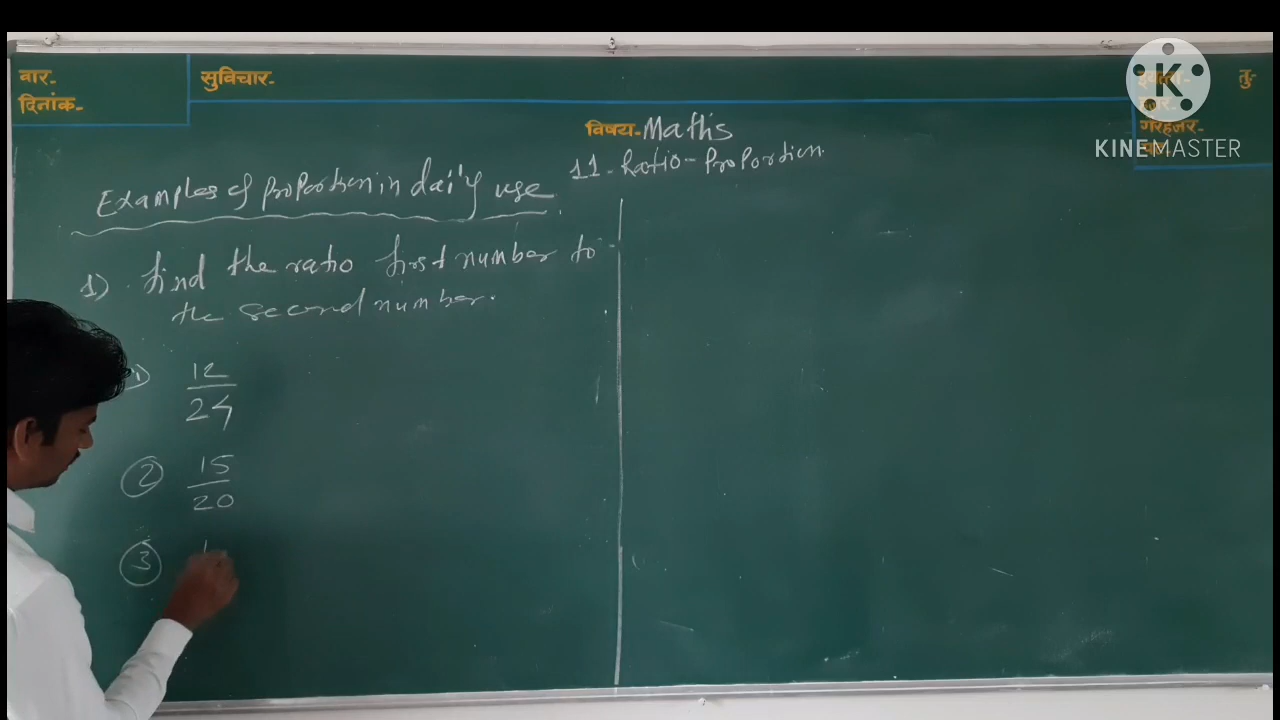 वार-
दिनांक-
सुविचार-
विषय- Maths
11. Ratio-Proportion.
KINEMASTER
Examples of proportion in daily use.
1) find the ratio first number to
the second number.
1) 12
24
2 15
20
3